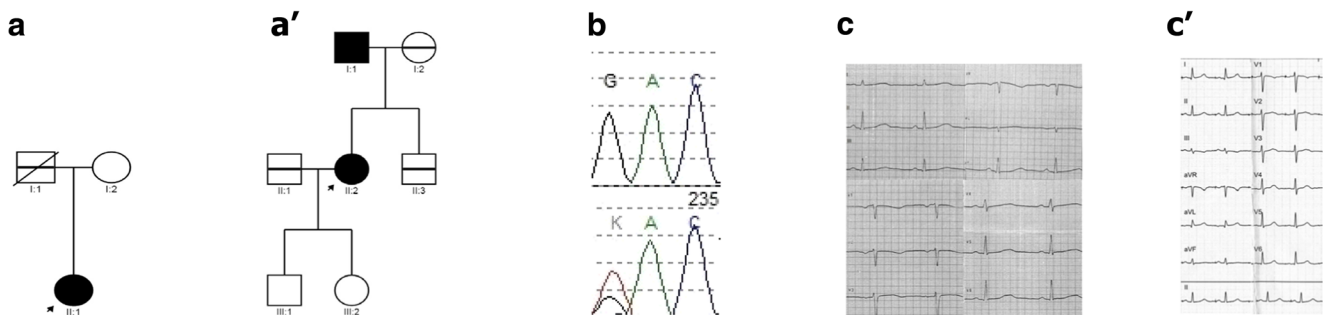 a
a′
b
c
c′
I:1
I:2
II:1
I:1
I:2
II:1
II:2
II:3
III:1
III:2
G A C
235
K A C
I
II
III
aVR
aVL
aVF
II
V1
V2
V3
V4
V5
V6